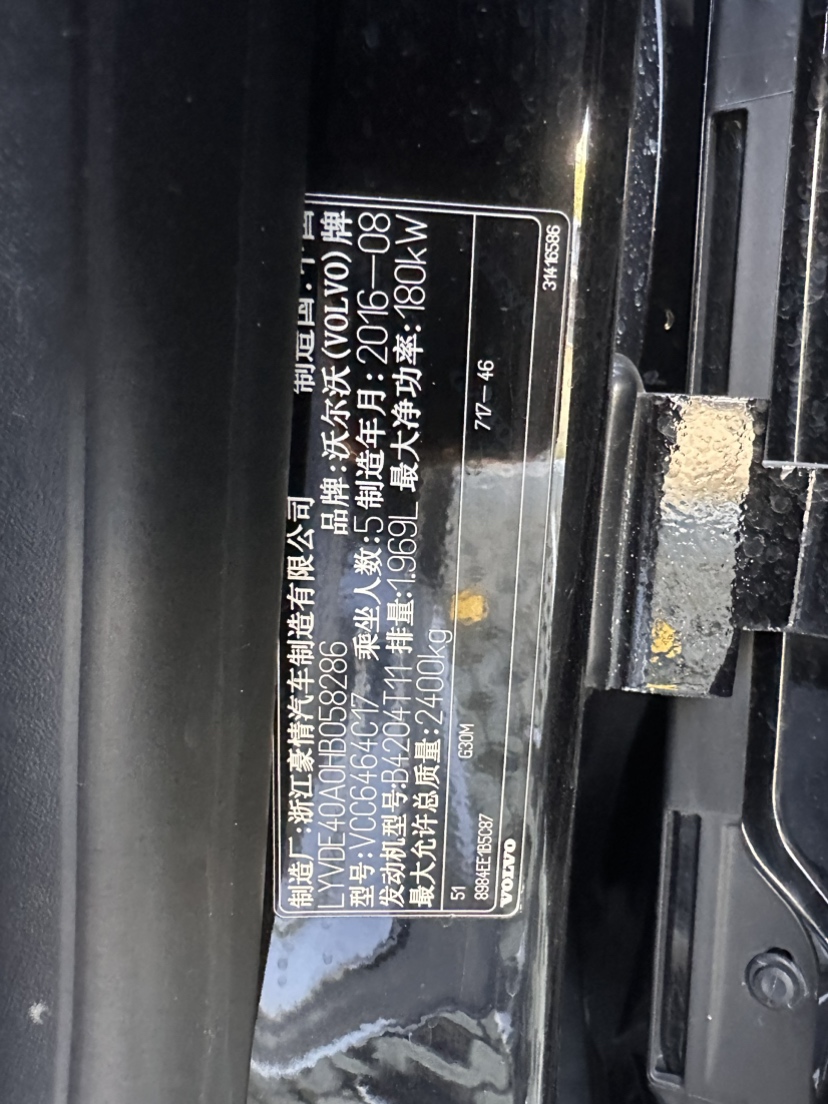 制造厂:浙江豪情汽车制造有限公司 制造国:中国
LYVDE40A0HB058286 品牌:沃尔沃(VOLVO)牌
型号:VCC6464C17 乘坐人数:5 制造年月:2016-08
发动机型号:B4204T11 排量:1.969L 最大净功率:180kW
最大允许总质量:2400kg
51 G30M 717-46
8984EE1B5C87
VOLVO 31416586